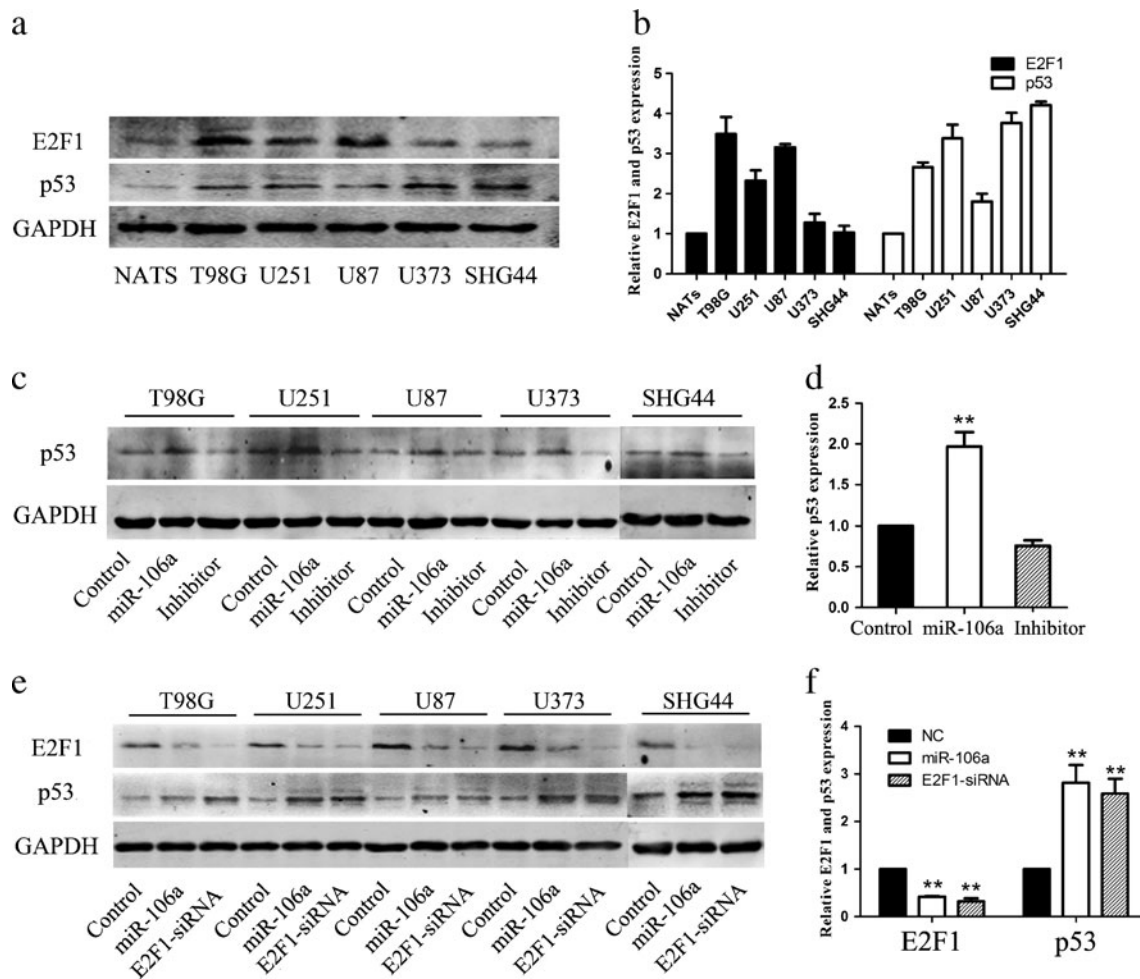 a
E2F1
p53
GAPDH
NATS T98G U251 U87 U373 SHG44
b
E2F1
p53
Relative E2F1 and p53 expression
5
4
3
2
1
0
NATs T98G U251 U87 U373 SHG44 NATs T98G U251 U87 U373 SHG44
c
T98G U251 U87 U373 SHG44
p53
GAPDH
Control miR-106a Inhibitor Control miR-106a Inhibitor Control miR-106a Inhibitor Control miR-106a Inhibitor Control miR-106a Inhibitor
d
Relative p53 expression
2.5
2.0
1.5
1.0
0.5
0.0
**
Control miR-106a Inhibitor
e
T98G U251 U87 U373 SHG44
E2F1
p53
GAPDH
Control miR-106a E2F1-siRNA Control miR-106a E2F1-siRNA Control miR-106a E2F1-siRNA Control miR-106a E2F1-siRNA Control miR-106a E2F1-siRNA
f
NC
miR-106a
E2F1-siRNA
Relative E2F1 and p53 expression
4
3
2
1
0
** ** ** **
E2F1 p53